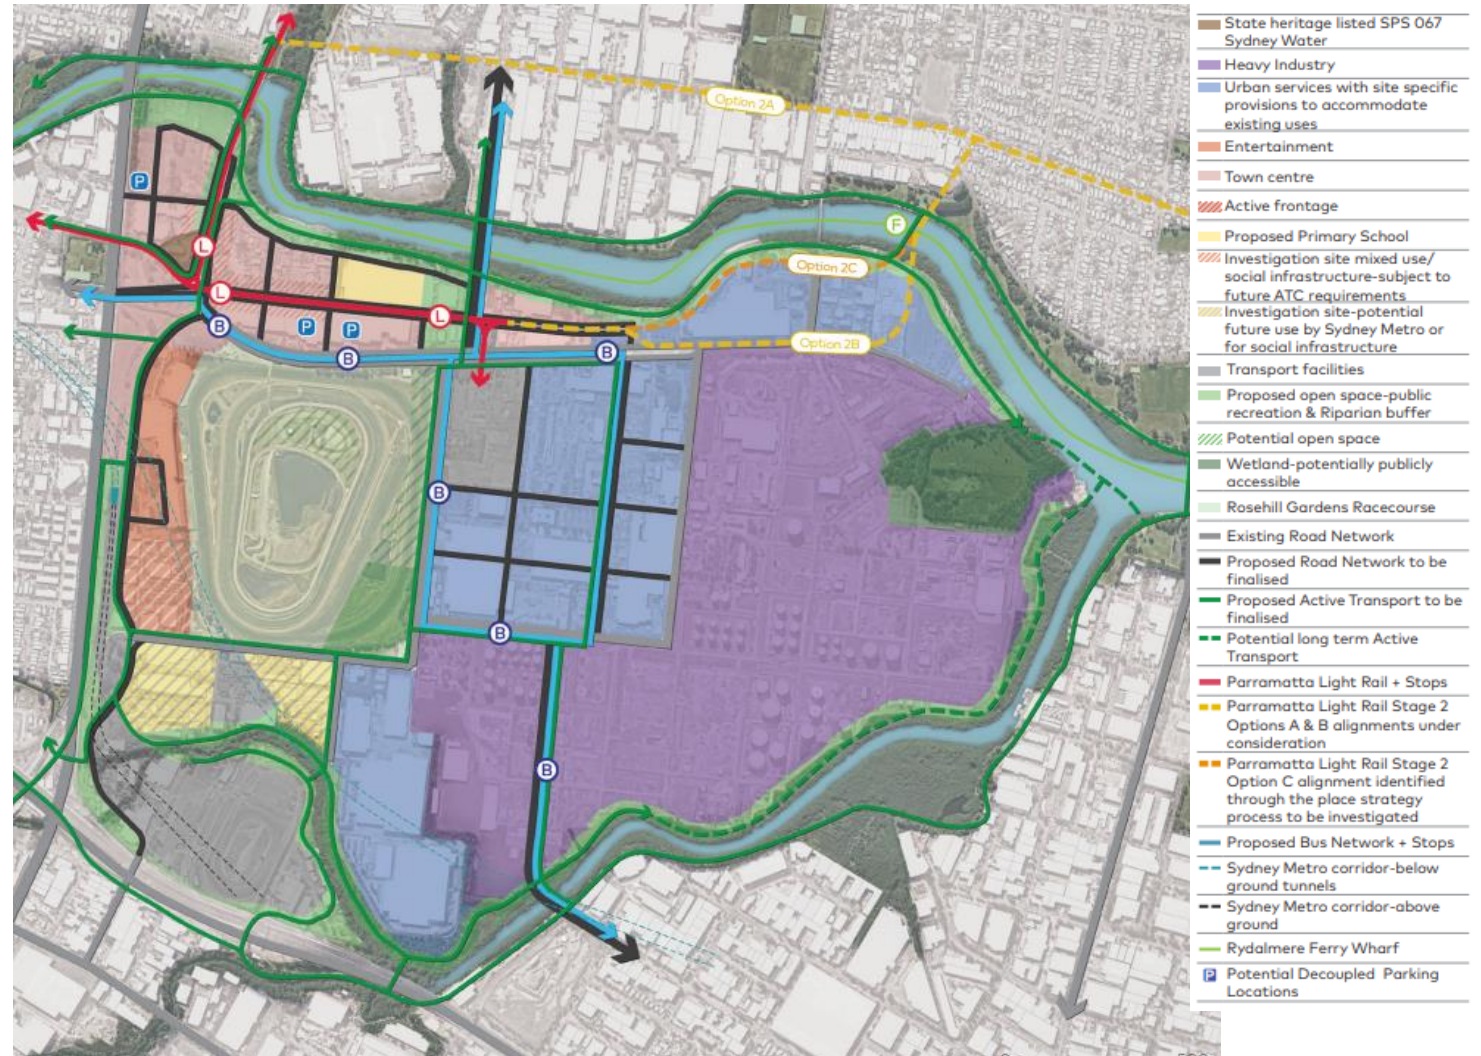 Option 2A
P
F
L
Option 2C
L
L
B
P
P
Option 2B
B
B
B
B
B
State heritage listed SPS 067
Sydney Water
Heavy Industry
Urban services with site specific
provisions to accommodate
existing uses
Entertainment
Town centre
Active frontage
Proposed Primary School
Investigation site mixed use/
social infrastructure-subject to
future ATC requirements
Investigation site-potential
future use by Sydney Metro or
for social infrastructure
Transport facilities
Proposed open space-public
recreation & Riparian buffer
Potential open space
Wetland-potentially publicly
accessible
Rosehill Gardens Racecourse
Existing Road Network
Proposed Road Network to be
finalised
Proposed Active Transport to be
finalised
Potential long term Active
Transport
Parramatta Light Rail + Stops
Parramatta Light Rail Stage 2
Options A & B alignments under
consideration
Parramatta Light Rail Stage 2
Option C alignment identified
through the place strategy
process to be investigated
Proposed Bus Network + Stops
Sydney Metro corridor-below
ground tunnels
Sydney Metro corridor-above
ground
Rydalmere Ferry Wharf
P Potential Decoupled Parking
Locations